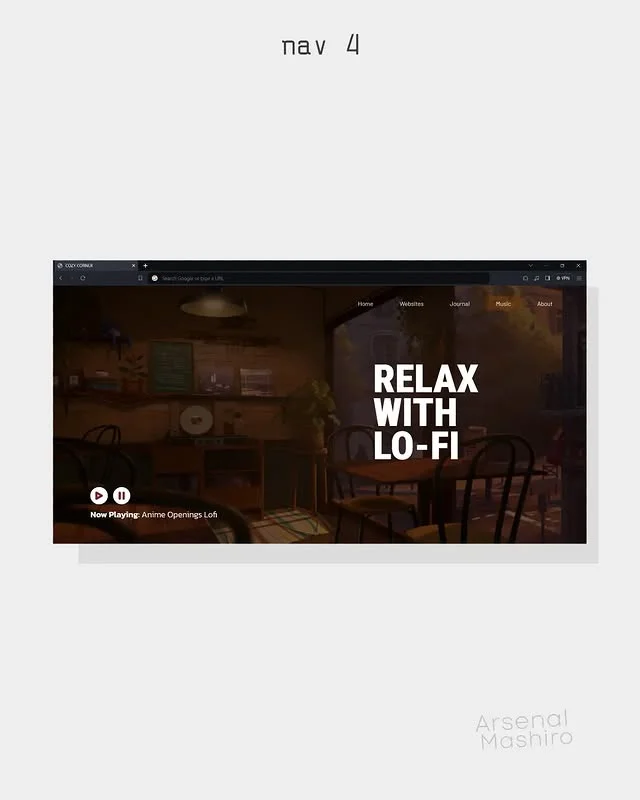 nav 4
COZY CORNER
Search Google or type a URL
VPN
Home Websites Journal Music About
RELAX
WITH
LO-FI
Now Playing: Anime Openings Lofi
Arsenal
Mashiro